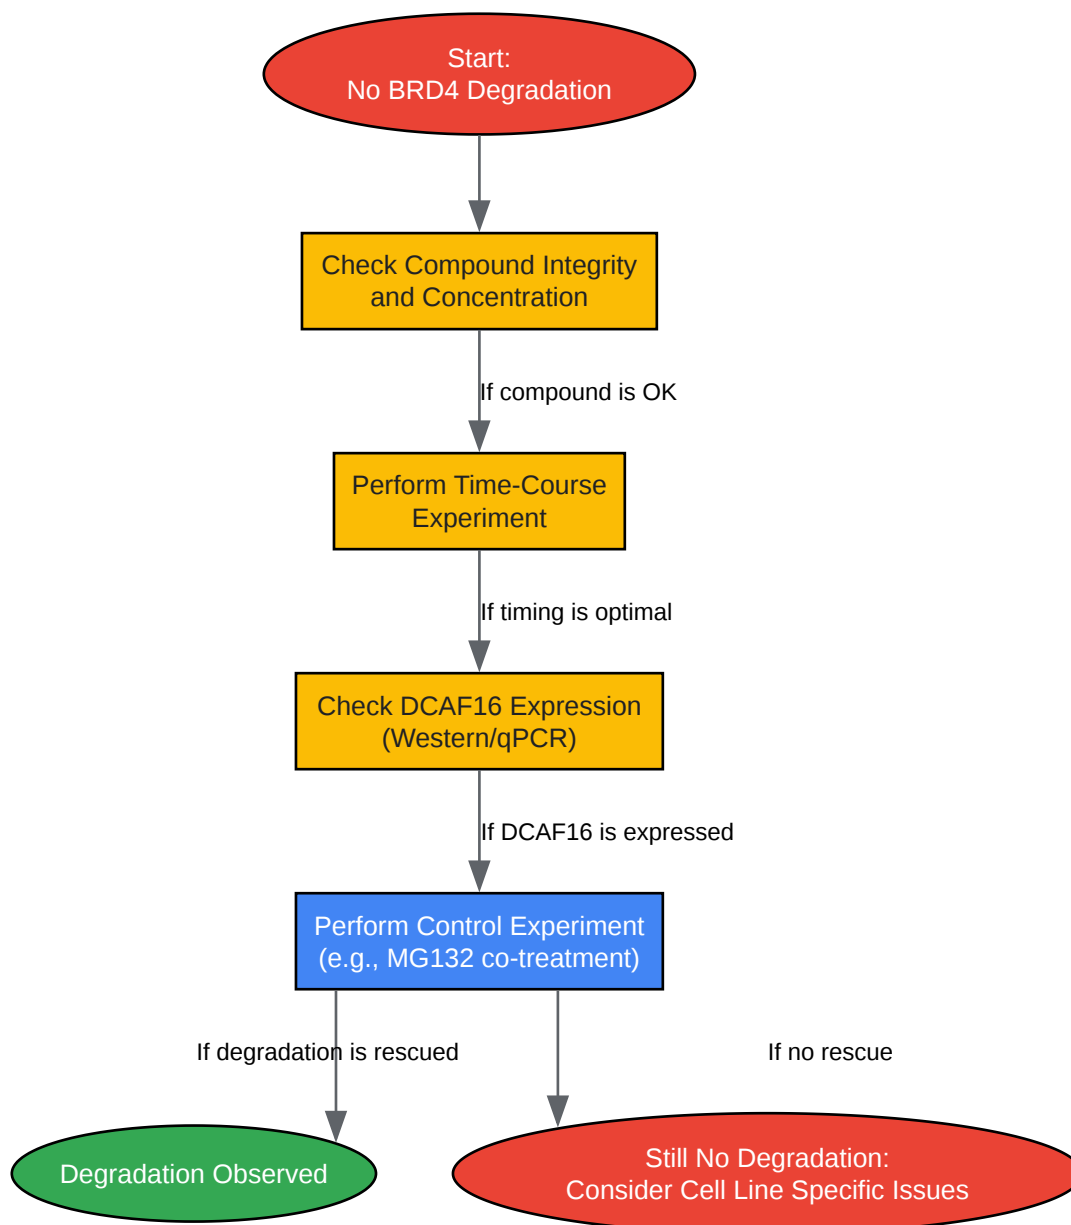 Start:
No BRD4 Degradation
Check Compound Integrity
and Concentration
If compound is OK
Perform Time-Course
Experiment
If timing is optimal
Check DCAF16 Expression
(Western/qPCR)
If DCAF16 is expressed
Perform Control Experiment
(e.g., MG132 co-treatment)
If degradation is rescued
If no rescue
Degradation Observed
Still No Degradation:
Consider Cell Line Specific Issues